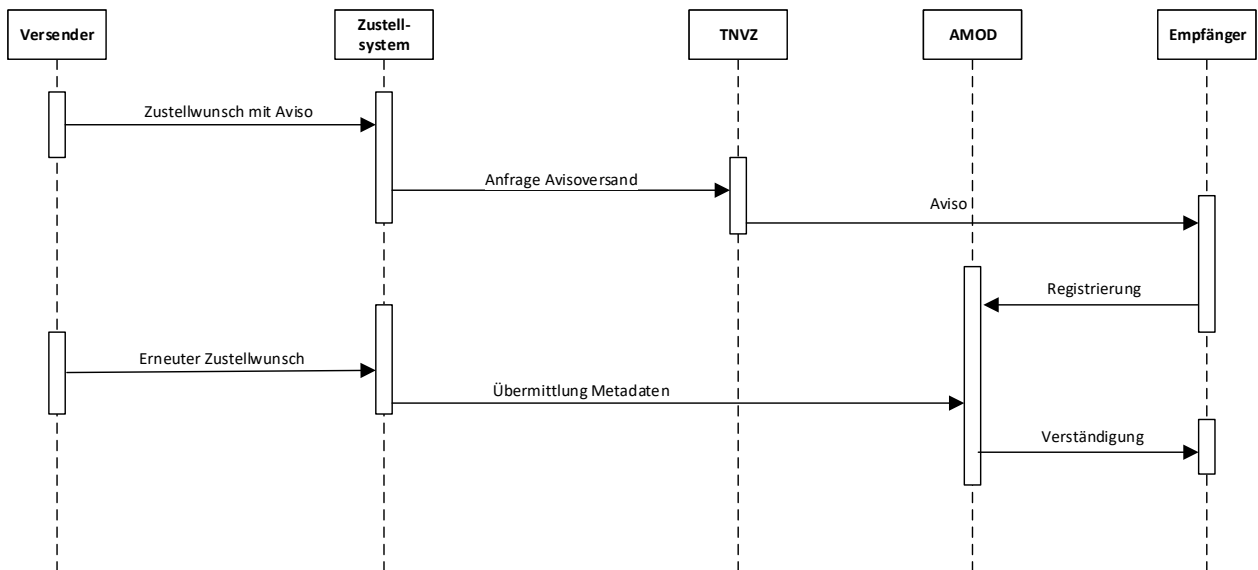 Versender
Zustell-
system
TNVZ
AMOD
Empfänger
Zustellwunsch mit Aviso
Anfrage Avisoversand
Aviso
Registrierung
Erneuter Zustellwunsch
Übermittlung Metadaten
Verständigung